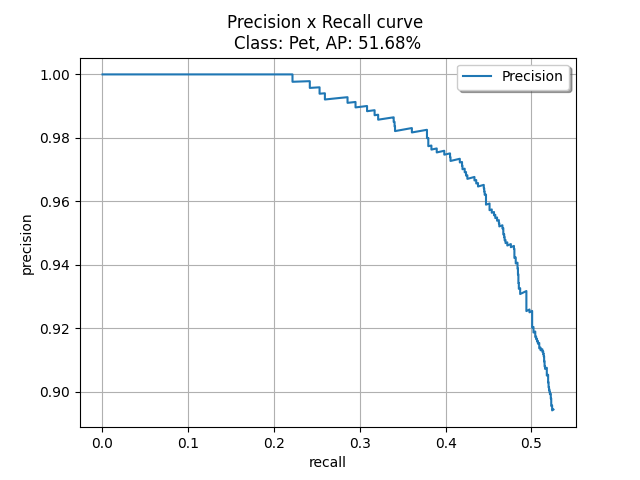 Precision x Recall curve
Class: Pet, AP: 51.68%
Precision
1.00
0.98
0.96
0.94
0.92
0.90
precision
0.0 0.1 0.2 0.3 0.4 0.5
recall